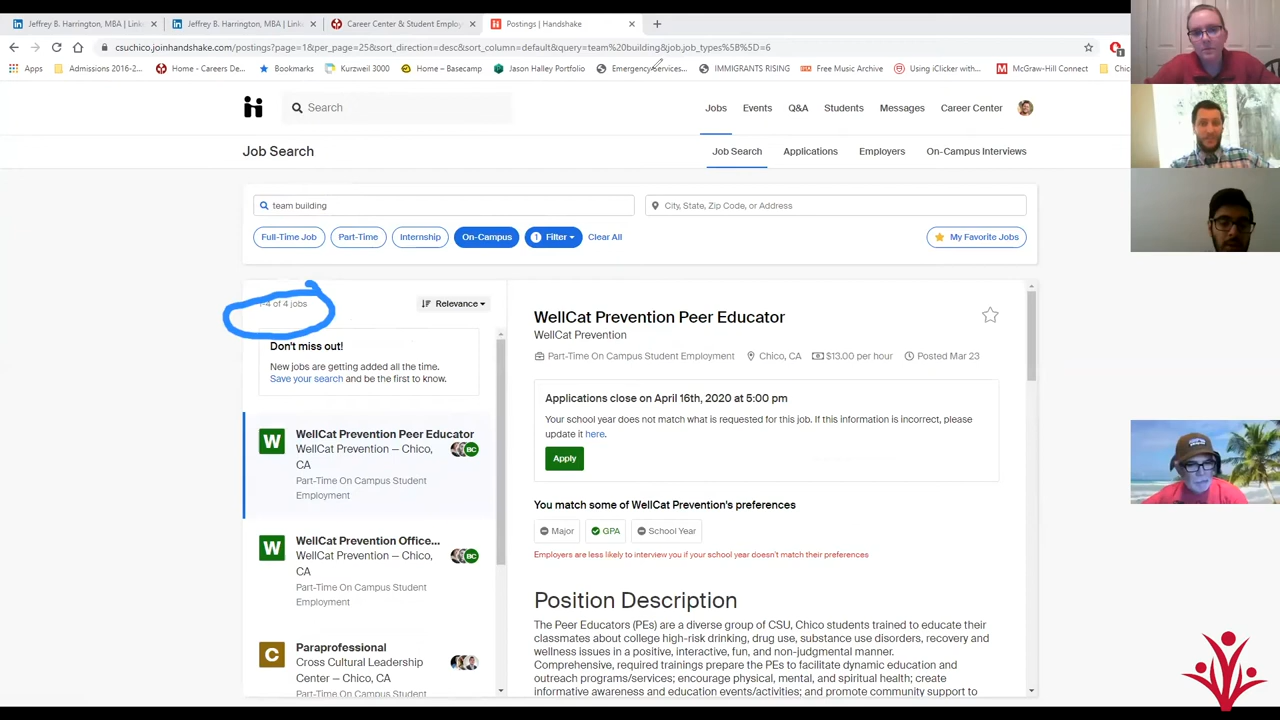 Jeffrey B. Harrington, MBA | Link
Jeffrey B. Harrington, MBA | Link
Career Center & Student Employ
Postings | Handshake
csuchico.joinhandshake.com/postings?page=1&per_page=25&sort_direction=desc&sort_column=default&query=team%20building&job.job_types%5B%5D=6
Apps
Admissions 2016-2...
Home - Careers De...
Bookmarks
Kurzweil 3000
Home – Basecamp
Jason Halley Portfolio
Emergency Services...
IMMIGRANTS RISING
Free Music Archive
Using iClicker with...
McGraw-Hill Connect
Chico
Search
Jobs
Events
Q&A
Students
Messages
Career Center
Job Search
Job Search
Applications
Employers
On-Campus Interviews
team building
City, State, Zip Code, or Address
Full-Time Job
Part-Time
Internship
On-Campus
1 Filter
Clear All
My Favorite Jobs
1-4 of 4 jobs
Relevance
Don't miss out!
New jobs are getting added all the time.
Save your search and be the first to know.
W
WellCat Prevention Peer Educator
WellCat Prevention — Chico,
CA
BC
Part-Time On Campus Student
Employment
W
WellCat Prevention Office...
WellCat Prevention — Chico,
CA
BC
Part-Time On Campus Student
Employment
C
Paraprofessional
Cross Cultural Leadership
Center — Chico, CA
Part-Time On Campus Student
WellCat Prevention Peer Educator
WellCat Prevention
Part-Time On Campus Student Employment
Chico, CA
$13.00 per hour
Posted Mar 23
Applications close on April 16th, 2020 at 5:00 pm
Your school year does not match what is requested for this job. If this information is incorrect, please
update it here.
Apply
You match some of WellCat Prevention's preferences
Major
GPA
School Year
Employers are less likely to interview you if your school year doesn't match their preferences
Position Description
The Peer Educators (PEs) are a diverse group of CSU, Chico students trained to educate their
classmates about college high-risk drinking, drug use, substance use disorders, recovery and
wellness issues in a positive, interactive, fun, and non-judgmental manner.
Comprehensive, required trainings prepare the PEs to facilitate dynamic education and
outreach programs/services; encourage physical, mental, and spiritual health; create
informative awareness and education events/activities; and promote community support to